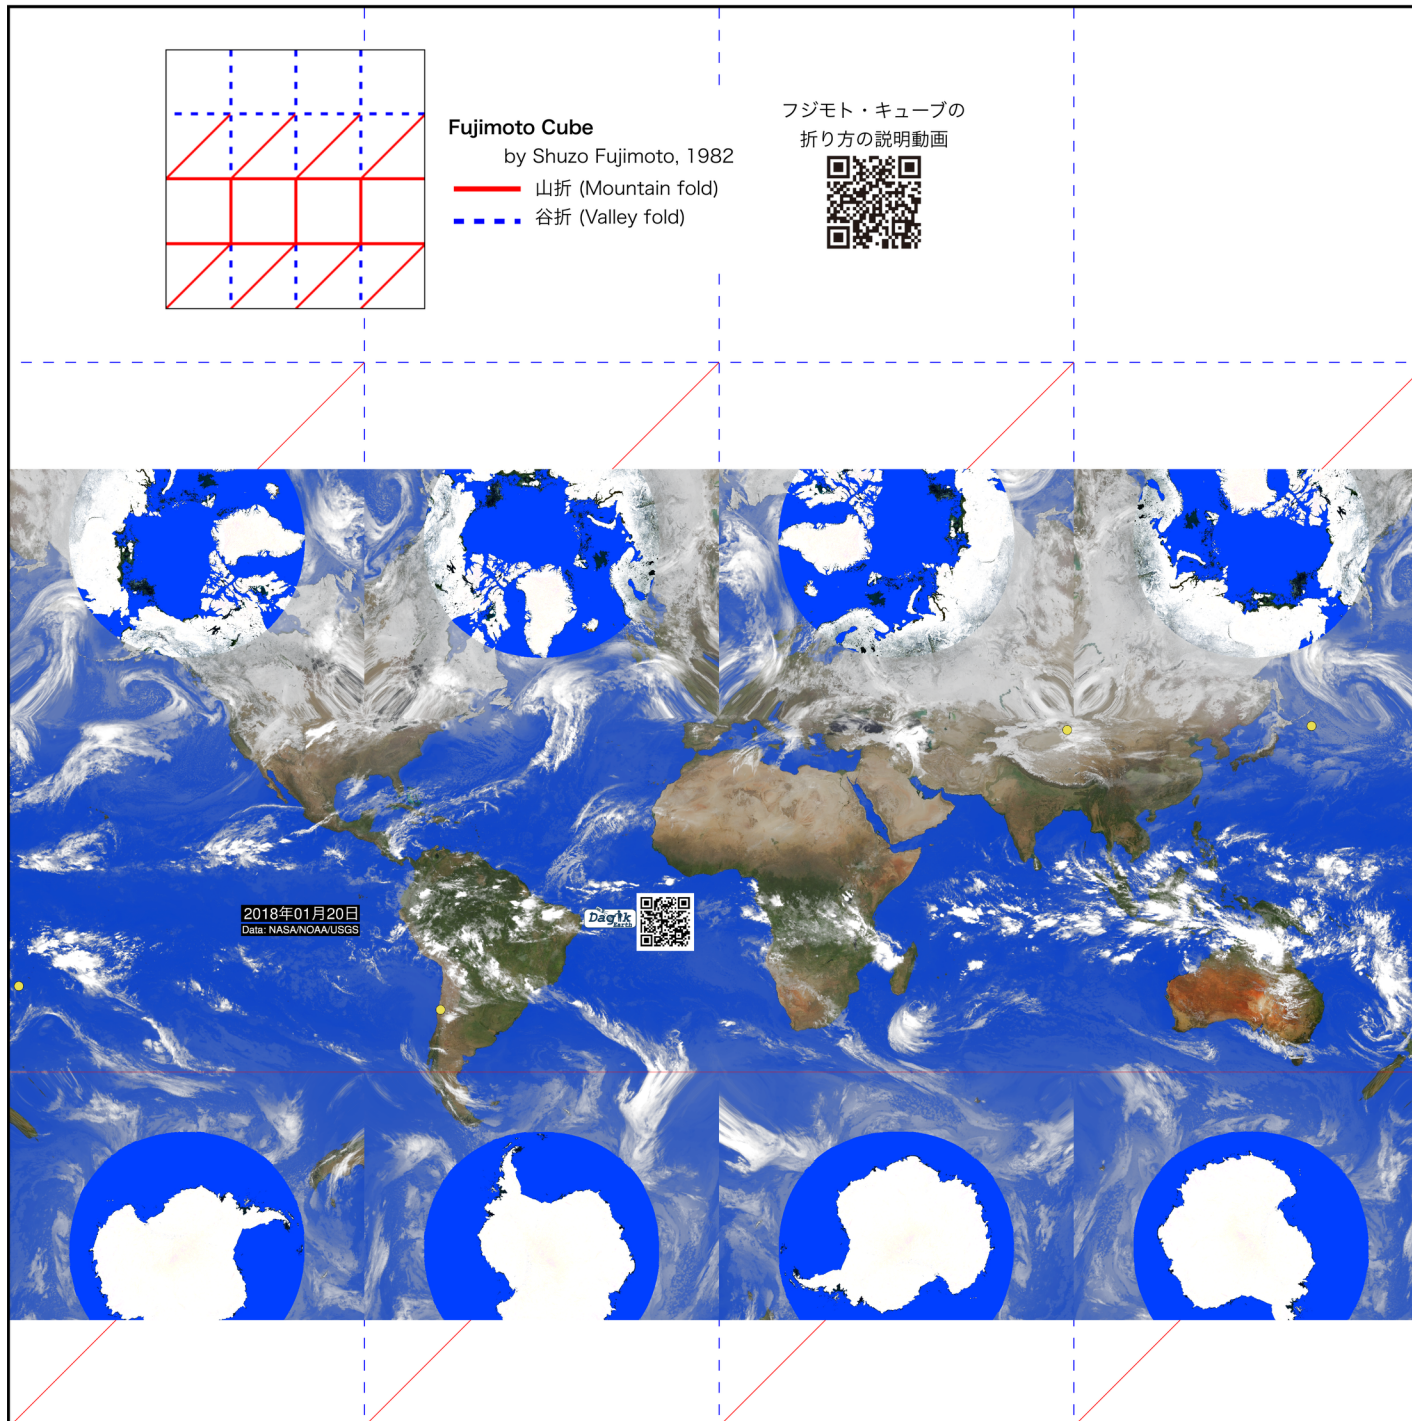 Fujimoto Cube
by Shuzo Fujimoto, 1982
山折 (Mountain fold)
谷折 (Valley fold)
フジモト・キューブの
折り方の説明動画
2018年01月20日
Data: NASA/NOAA/USGS
Dagik
Earth